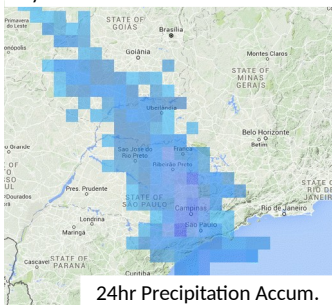 STATE OF
GOIÁS
Brasília
Primavera
do Leste
Goiânia
Montes Claros
STATE OF
MINAS
GERAIS
Uberlândia
Belo Horizonte
Betim
São José do
Rio Preto
Franca
Ribeirão Preto
Pres. Prudente
Dourados
STATE OF
SÃO PAULO
Campinas
Rio de Janeiro
São Paulo
Londrina
Maringá
Cascavel
STATE OF
PARANÁ
Curitiba
24hr Precipitation Accum.